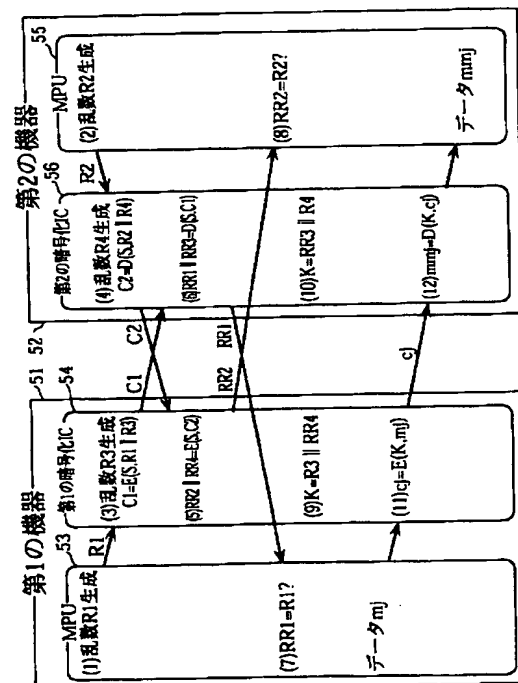 第1の機器
51
52
第2の機器
MPU
53
第1の暗号化IC
54
第2の暗号化IC
56
MPU
55
(1)乱数R1生成
R1
(3)乱数R3生成
C1=E(S,R1‖R3)
C1
C2
(4)乱数R4生成
C2=D(S,R2‖R4)
R2
(2)乱数R2生成
(5)RR2‖RR4=E(S,C2)
(6)RR1‖RR3=D(S,C1)
RR2
RR1
(7)RR1=R1?
(8)RR2=R2?
(9)K=R3‖RR4
(10)K=RR3‖R4
データmj
(11)cj=E(K,mj)
cj
(12)mmj=D(K,cj)
データmmj